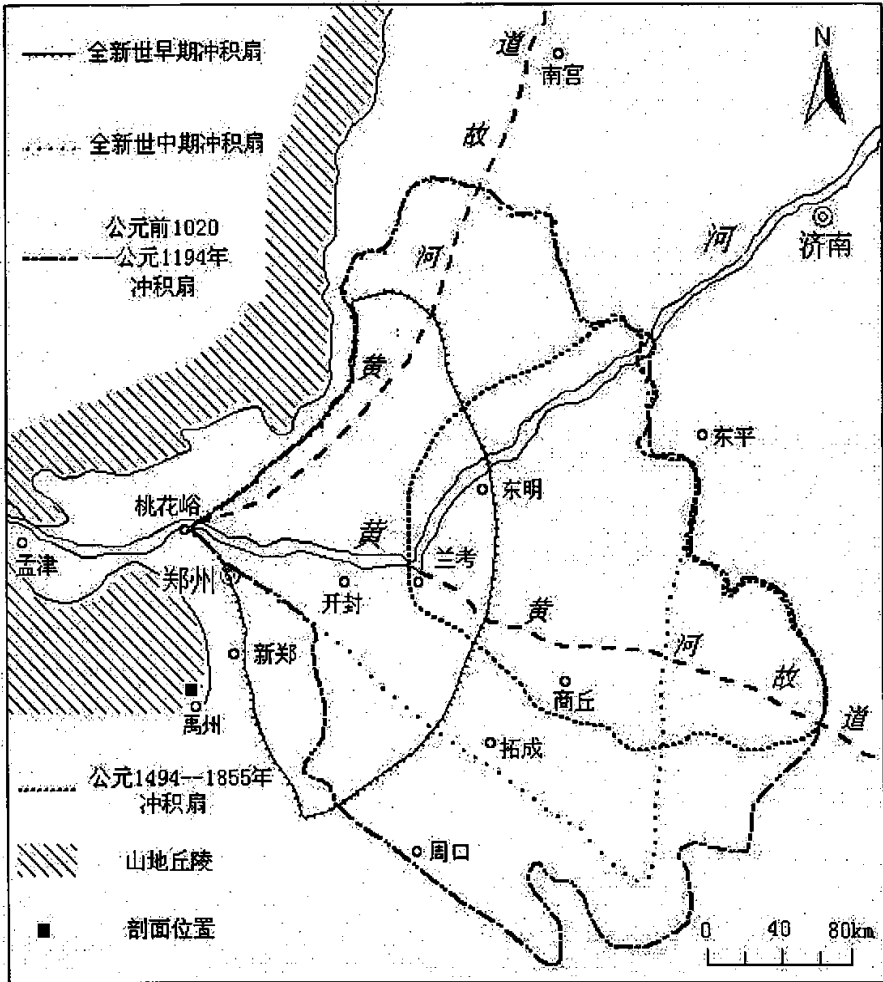 全新世早期冲积扇
全新世中期冲积扇
公元前1020
—公元1194年
冲积扇
道
南宫
N
故
河
河
济南
黄
东平
东明
桃花峪
黄
兰考
孟津
郑州
开封
黄
河
新郑
商丘
故
道
禹州
拓成
公元1494--1855年
冲积扇
周口
山地丘陵
剖面位置
0 40 80km